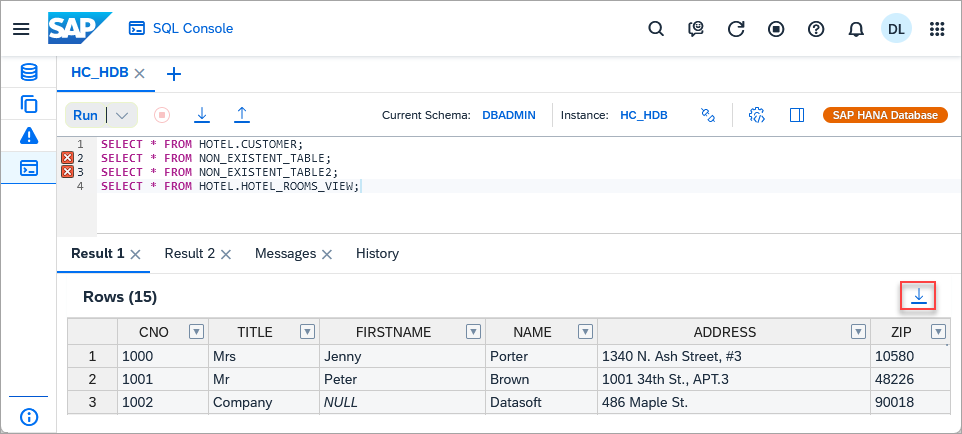 SAP SQL Console DL
HC_HDB
Run Current Schema: DBADMIN Instance: HC_HDB SAP HANA Database
1 SELECT * FROM HOTEL.CUSTOMER;
2 SELECT * FROM NON_EXISTENT_TABLE;
3 SELECT * FROM NON_EXISTENT_TABLE2;
4 SELECT * FROM HOTEL.HOTEL_ROOMS_VIEW;
Result 1 Result 2 Messages History
Rows (15)
CNO TITLE FIRSTNAME NAME ADDRESS ZIP
1 1000 Mrs Jenny Porter 1340 N. Ash Street, #3 10580
2 1001 Mr Peter Brown 1001 34th St., APT.3 48226
3 1002 Company NULL Datasoft 486 Maple St. 90018